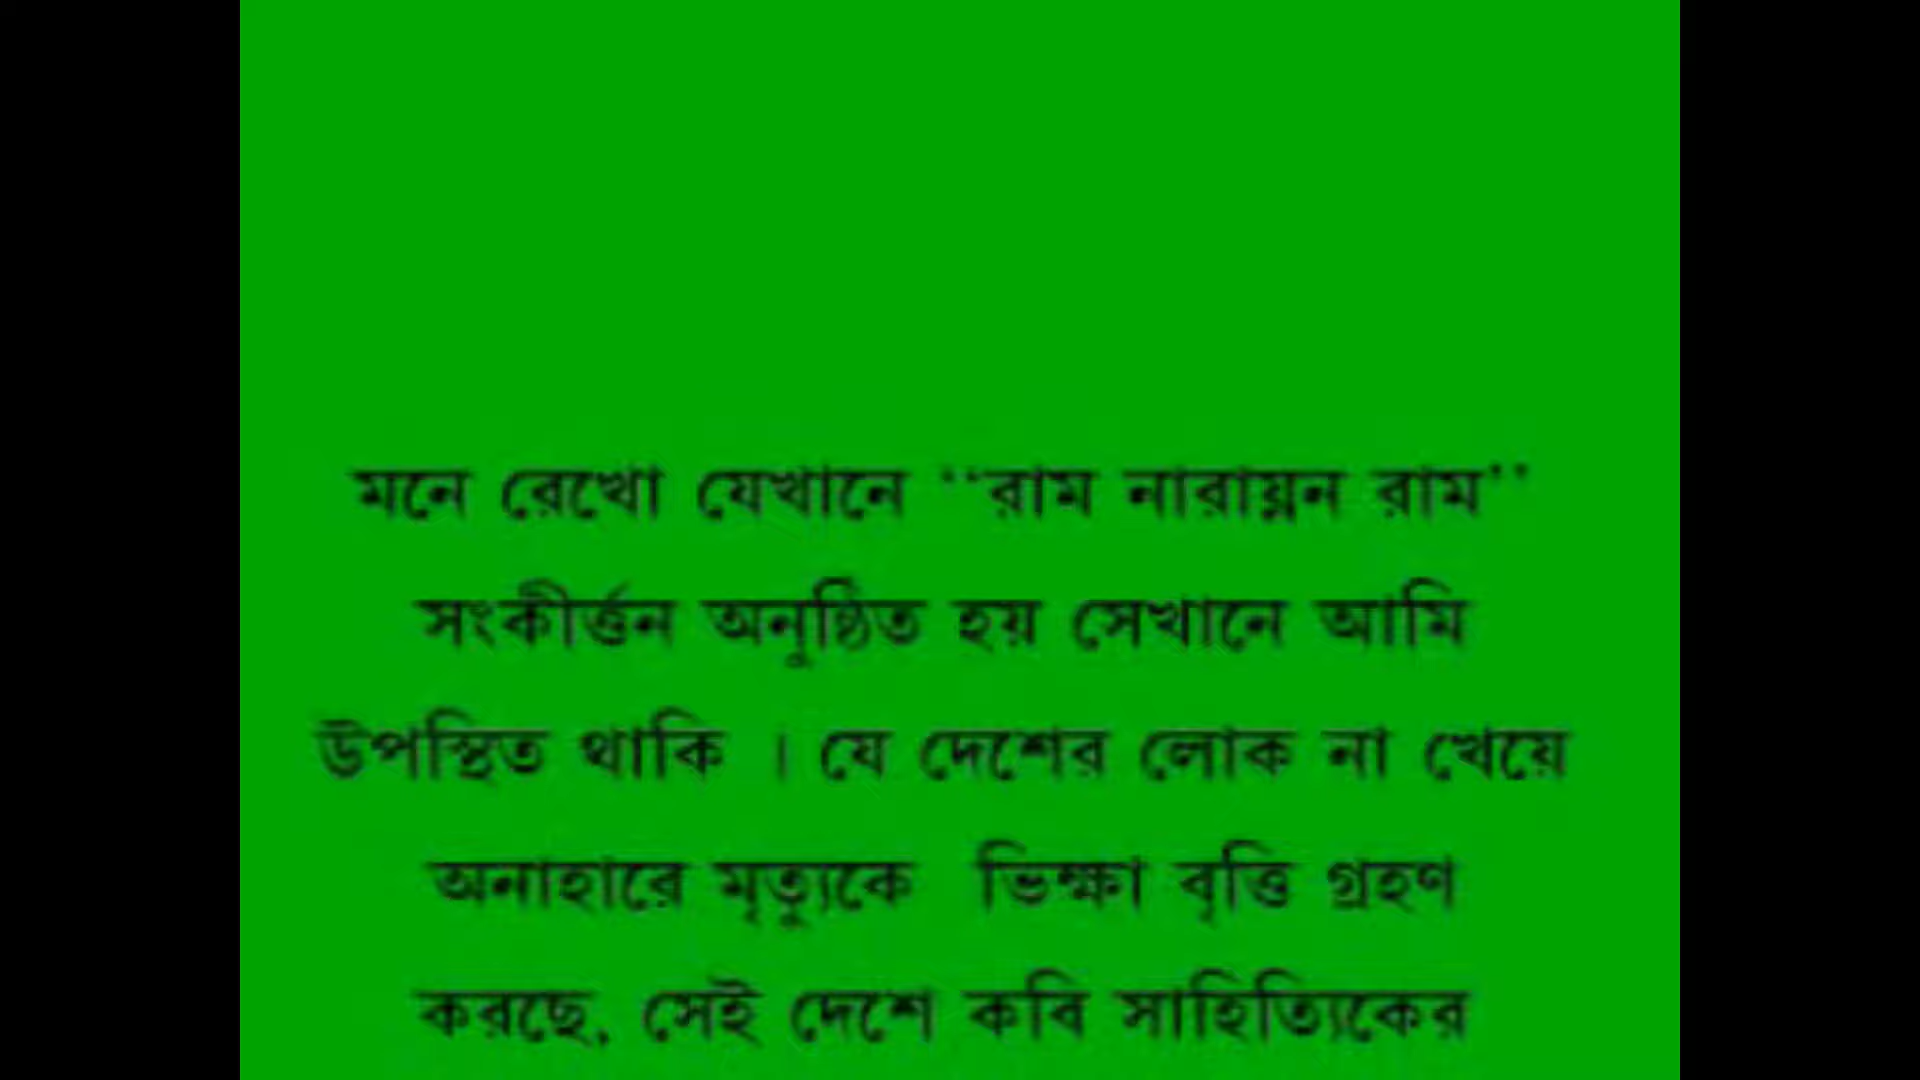 মনে রেখো যেখানে ‘‘রাম নারায়ন রাম’’
সংকীর্ত্তন অনুষ্ঠিত হয় সেখানে আমি
উপস্থিত থাকি । যে দেশের লোক না খেয়ে
অনাহারে মৃত্যুকে ভিক্ষা বৃত্তি গ্রহণ
করছে, সেই দেশে কবি সাহিত্যিকের